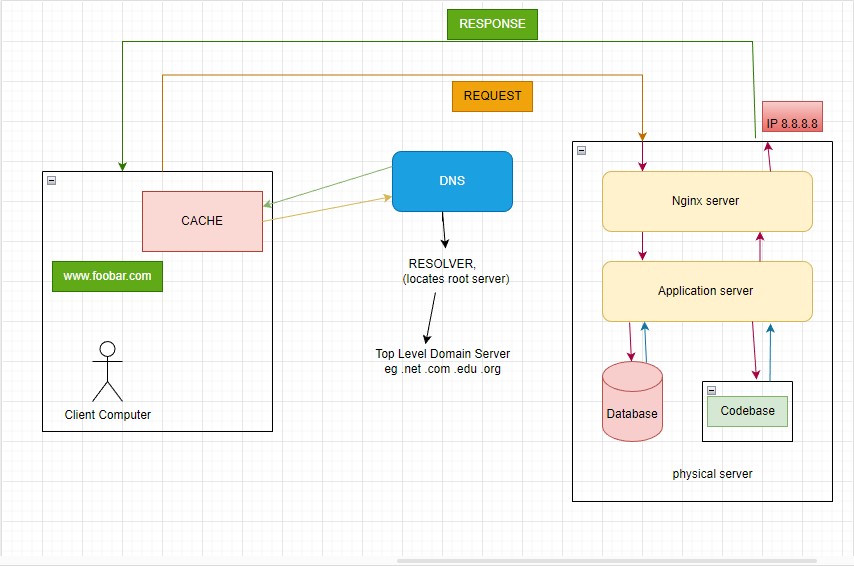 RESPONSE
REQUEST
IP 8.8.8.8
DNS
Nginx server
CACHE
www.foobar.com
RESOLVER,
(locates root server)
Application server
Top Level Domain Server
eg .net .com .edu .org
Client Computer
Database
Codebase
physical server